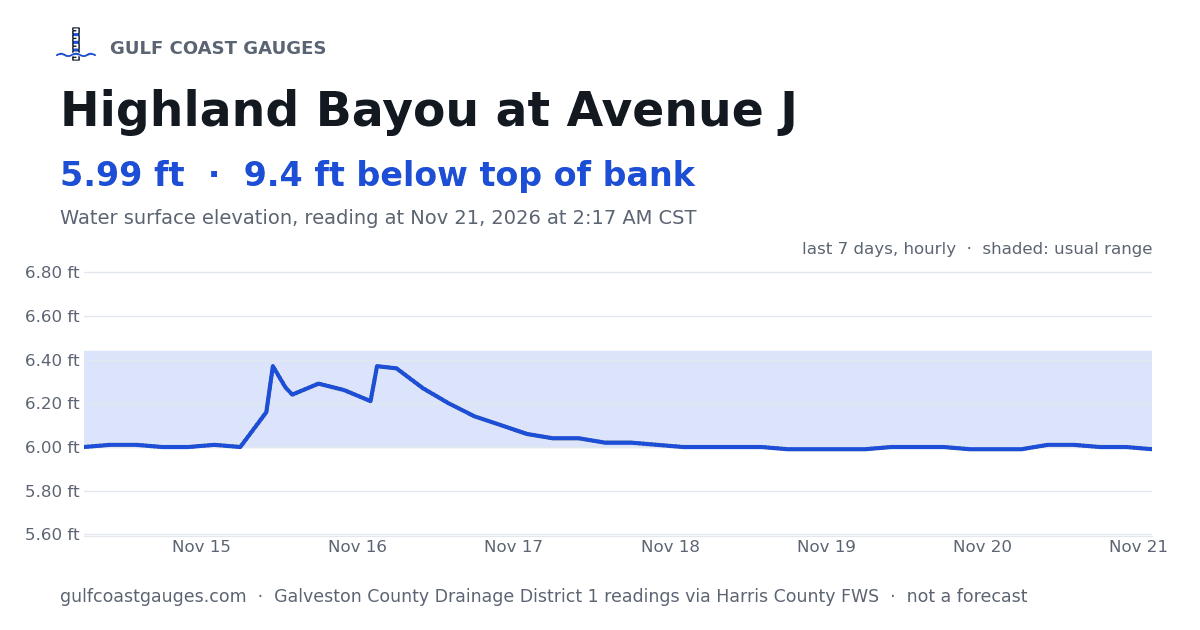 GULF COAST GAUGES
Highland Bayou at Avenue J
5.99 ft · 9.4 ft below top of bank
Water surface elevation, reading at Nov 21, 2026 at 2:17 AM CST
last 7 days, hourly · shaded: usual range
6.80 ft
6.60 ft
6.40 ft
6.20 ft
6.00 ft
5.80 ft
5.60 ft
Nov 15 Nov 16 Nov 17 Nov 18 Nov 19 Nov 20 Nov 21
gulfcoastgauges.com · Galveston County Drainage District 1 readings via Harris County FWS · not a forecast